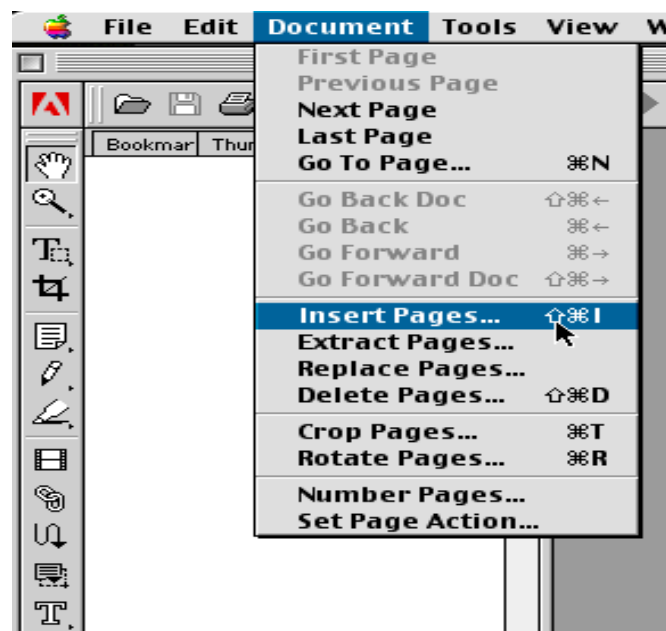 File Edit Document Tools View W
First Page
Previous Page
Next Page
Last Page
Go To Page... ⌘N
Bookmar Thur
Go Back Doc ⇧⌘←
Go Back ⌘←
Go Forward ⌘→
Go Forward Doc ⇧⌘→
Insert Pages... ⇧⌘I
Extract Pages...
Replace Pages...
Delete Pages... ⇧⌘D
Crop Pages... ⌘T
Rotate Pages... ⌘R
Number Pages...
Set Page Action...